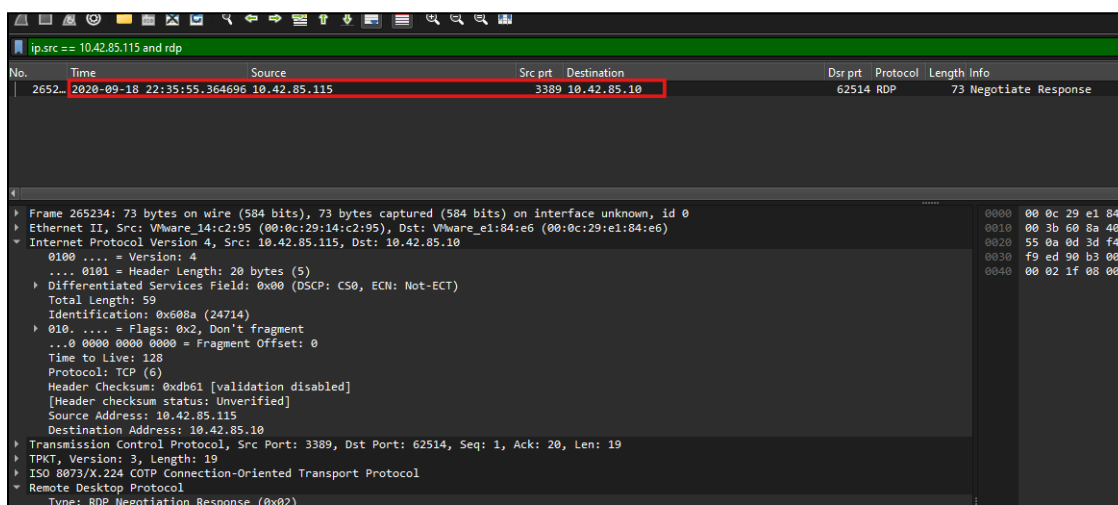 ip.src == 10.42.85.115 and rdp
No. Time Source Src prt Destination Dsr prt Protocol Length Info
2652… 2020-09-18 22:35:55.364696 10.42.85.115 3389 10.42.85.10 62514 RDP 73 Negotiate Response
Frame 265234: 73 bytes on wire (584 bits), 73 bytes captured (584 bits) on interface unknown, id 0
Ethernet II, Src: VMware_14:c2:95 (00:0c:29:14:c2:95), Dst: VMware_e1:84:e6 (00:0c:29:e1:84:e6)
Internet Protocol Version 4, Src: 10.42.85.115, Dst: 10.42.85.10
0100 .... = Version: 4
.... 0101 = Header Length: 20 bytes (5)
Differentiated Services Field: 0x00 (DSCP: CS0, ECN: Not-ECT)
Total Length: 59
Identification: 0x608a (24714)
010. .... = Flags: 0x2, Don't fragment
...0 0000 0000 0000 = Fragment Offset: 0
Time to Live: 128
Protocol: TCP (6)
Header Checksum: 0xdb61 [validation disabled]
[Header checksum status: Unverified]
Source Address: 10.42.85.115
Destination Address: 10.42.85.10
Transmission Control Protocol, Src Port: 3389, Dst Port: 62514, Seq: 1, Ack: 20, Len: 19
TPKT, Version: 3, Length: 19
ISO 8073/X.224 COTP Connection-Oriented Transport Protocol
Remote Desktop Protocol
Type: RDP Negotiation Response (0x02)
0000 00 0c 29 e1 84
0010 00 3b 60 8a 40
0020 55 0a 0d 3d f4
0030 f9 ed 90 b3 00
0040 00 02 1f 08 00